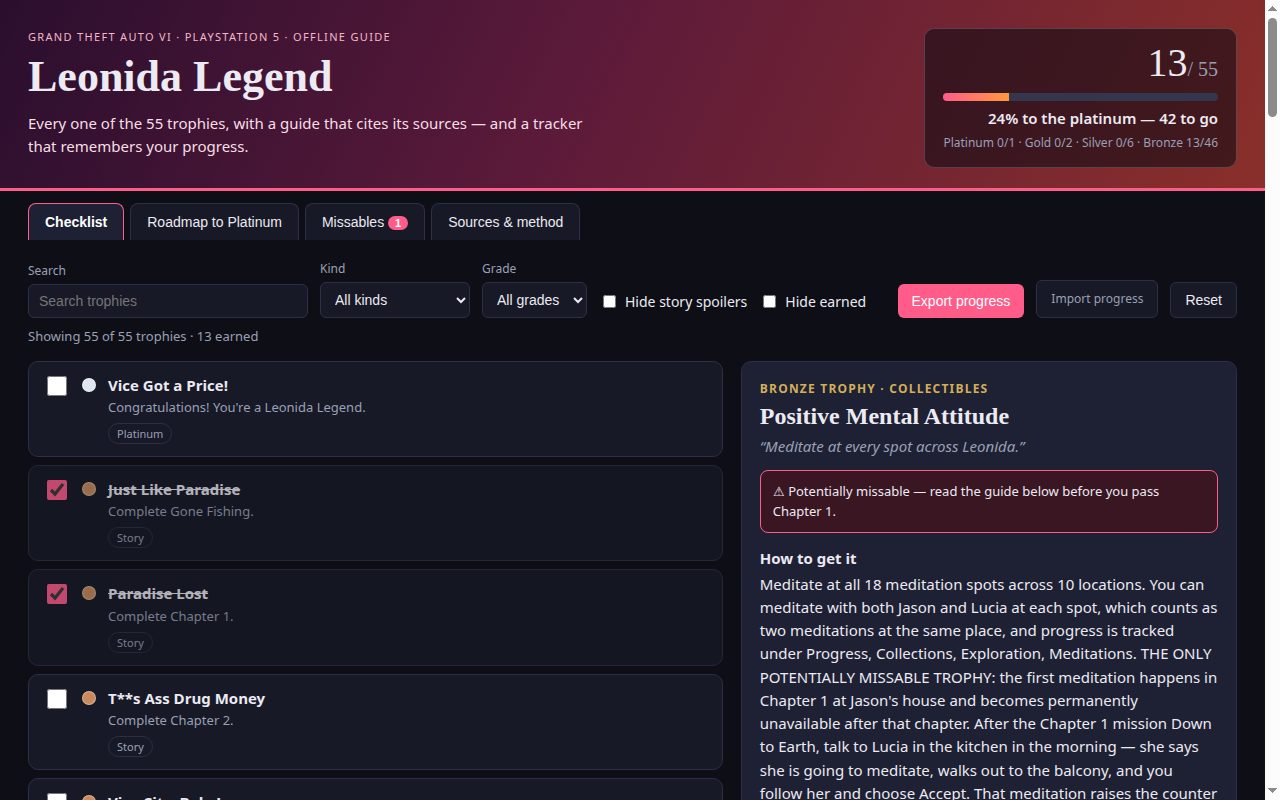 GRAND THEFT AUTO VI · PLAYSTATION 5 · OFFLINE GUIDE
Leonida Legend
Every one of the 55 trophies, with a guide that cites its sources — and a tracker
that remembers your progress.
13/ 55
24% to the platinum — 42 to go
Platinum 0/1 · Gold 0/2 · Silver 0/6 · Bronze 13/46
Checklist
Roadmap to Platinum
Missables 1
Sources & method
Search
Search trophies
Kind
All kinds
Grade
All grades
Hide story spoilers
Hide earned
Export progress
Import progress
Reset
Showing 55 of 55 trophies · 13 earned
Vice Got a Price!
Congratulations! You're a Leonida Legend.
Platinum
Just Like Paradise
Complete Gone Fishing.
Story
Paradise Lost
Complete Chapter 1.
Story
T**s Ass Drug Money
Complete Chapter 2.
Story
BRONZE TROPHY · COLLECTIBLES
Positive Mental Attitude
“Meditate at every spot across Leonida.”
⚠ Potentially missable — read the guide below before you pass
Chapter 1.
How to get it
Meditate at all 18 meditation spots across 10 locations. You can
meditate with both Jason and Lucia at each spot, which counts as
two meditations at the same place, and progress is tracked
under Progress, Collections, Exploration, Meditations. THE ONLY
POTENTIALLY MISSABLE TROPHY: the first meditation happens in
Chapter 1 at Jason's house and becomes permanently
unavailable after that chapter. After the Chapter 1 mission Down
to Earth, talk to Lucia in the kitchen in the morning — she says
she is going to meditate, walks out to the balcony, and you
follow her and choose Accept. That meditation raises the counter